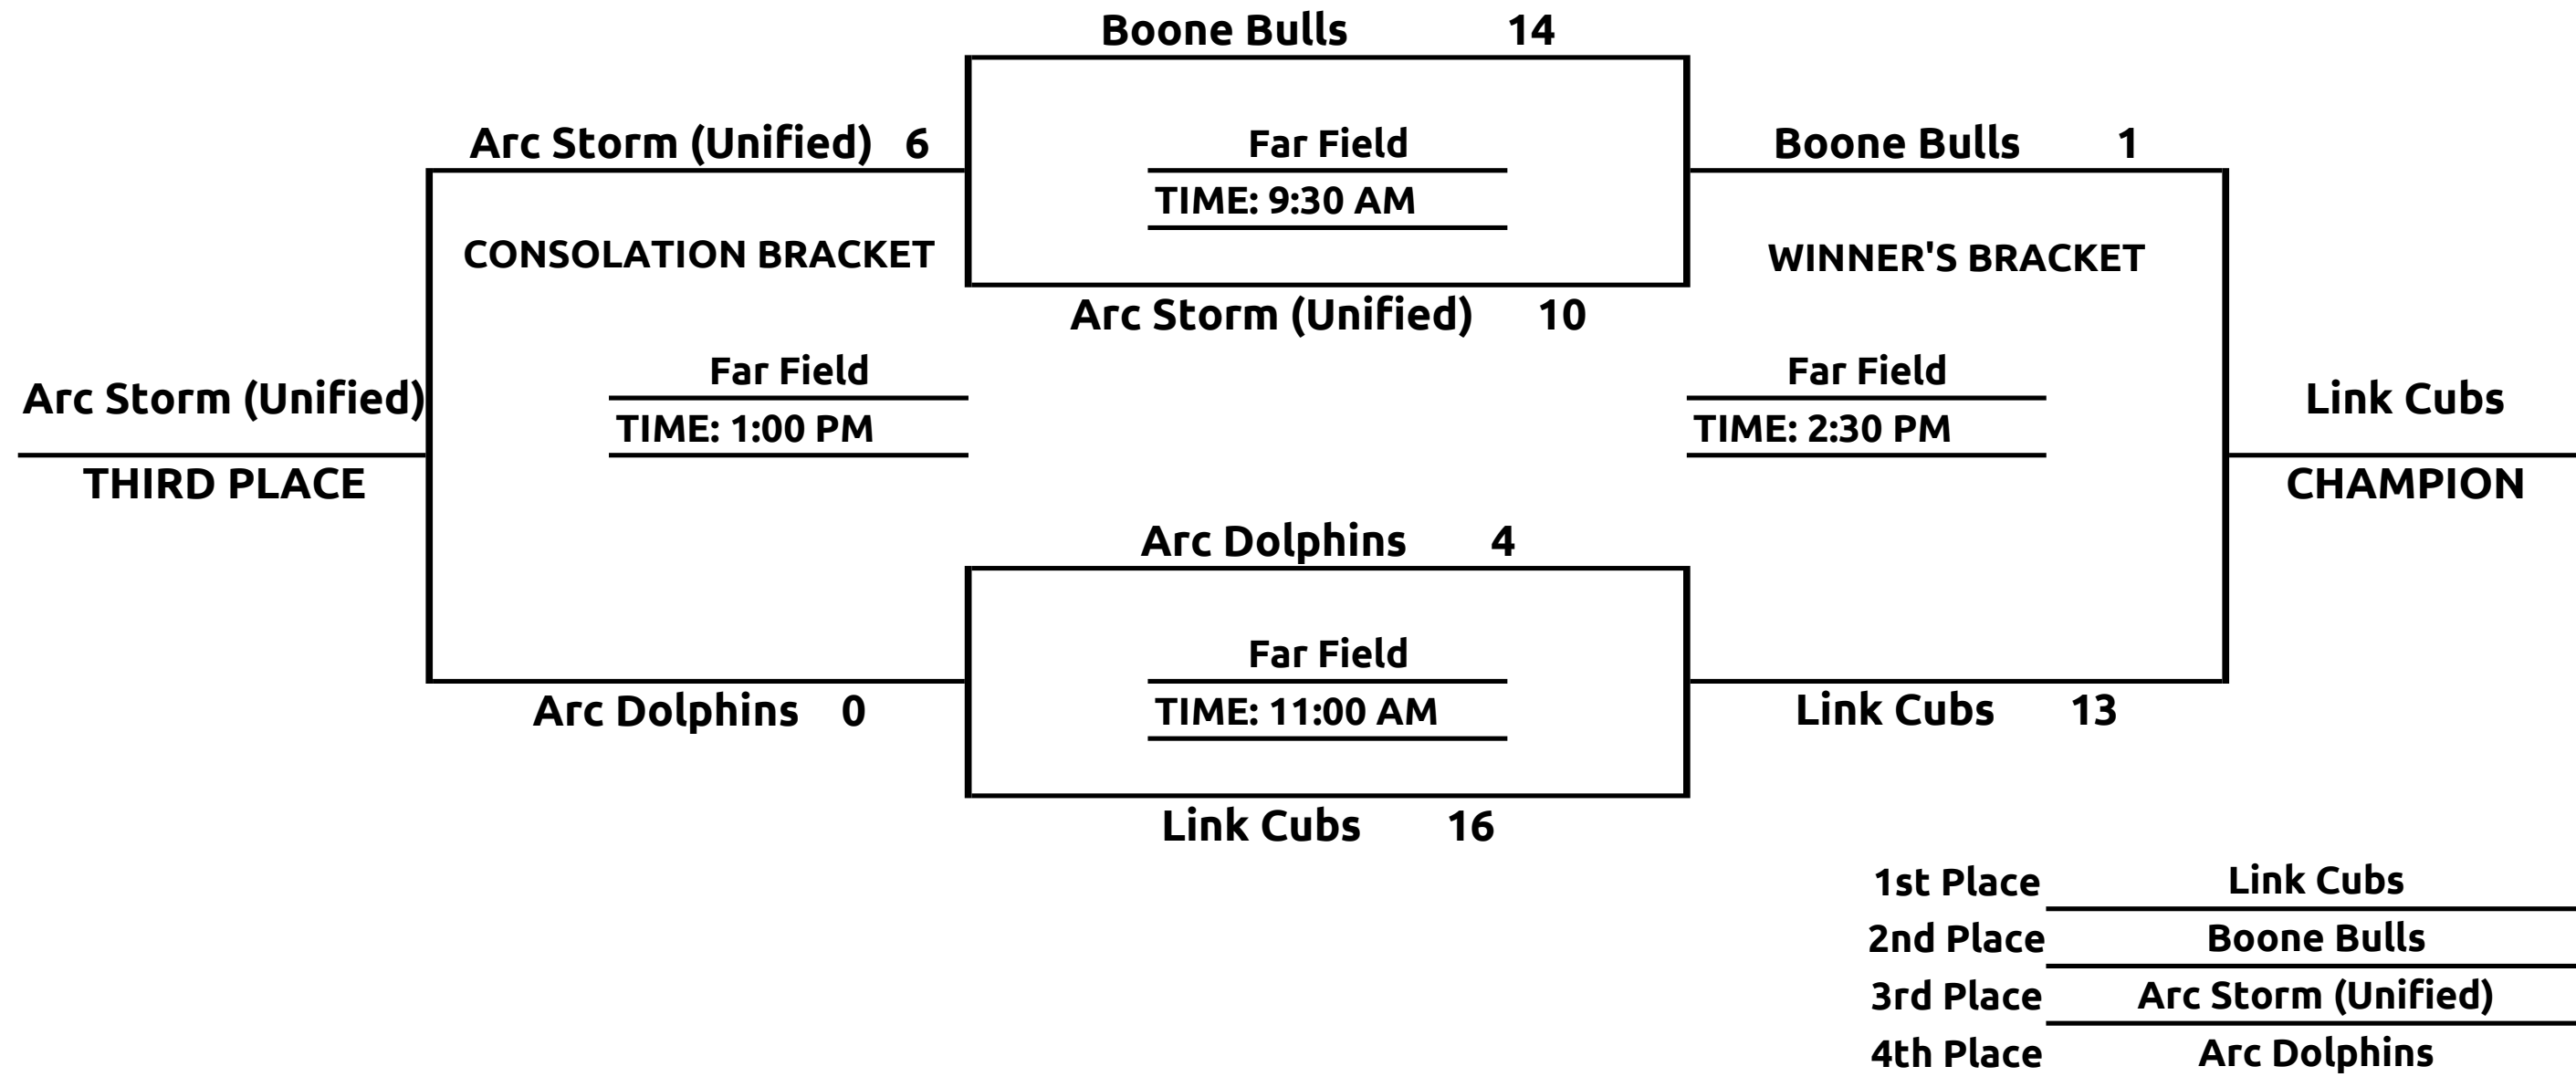 Boone Bulls 14
Arc Storm (Unified) 6
Far Field
Boone Bulls 1
TIME: 9:30 AM
CONSOLATION BRACKET
WINNER'S BRACKET
Arc Storm (Unified) 10
Far Field
Far Field
Arc Storm (Unified)
Link Cubs
TIME: 1:00 PM
TIME: 2:30 PM
THIRD PLACE
CHAMPION
Arc Dolphins 4
Far Field
Arc Dolphins 0
TIME: 11:00 AM
Link Cubs 13
Link Cubs 16
1st Place Link Cubs
2nd Place Boone Bulls
3rd Place Arc Storm (Unified)
4th Place Arc Dolphins